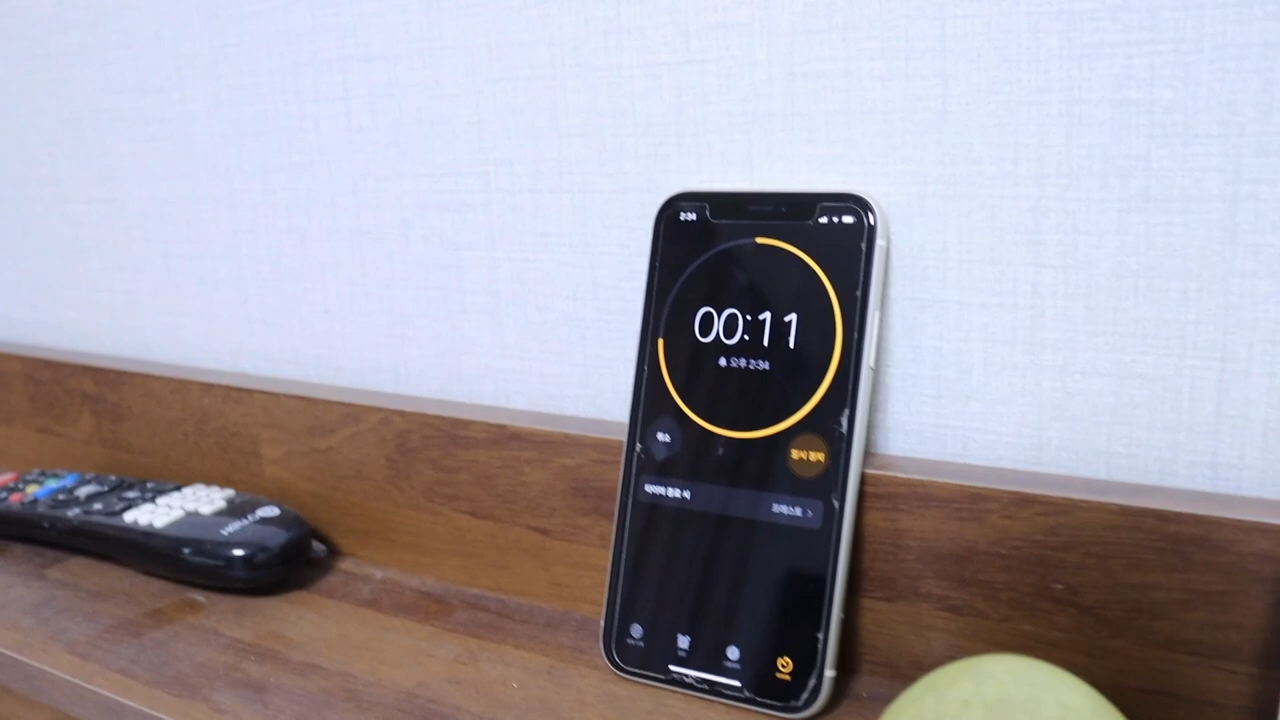 2:34
00:11
오후 2:34
취소
일시 정지
타이머 종료 시
프레스토 >